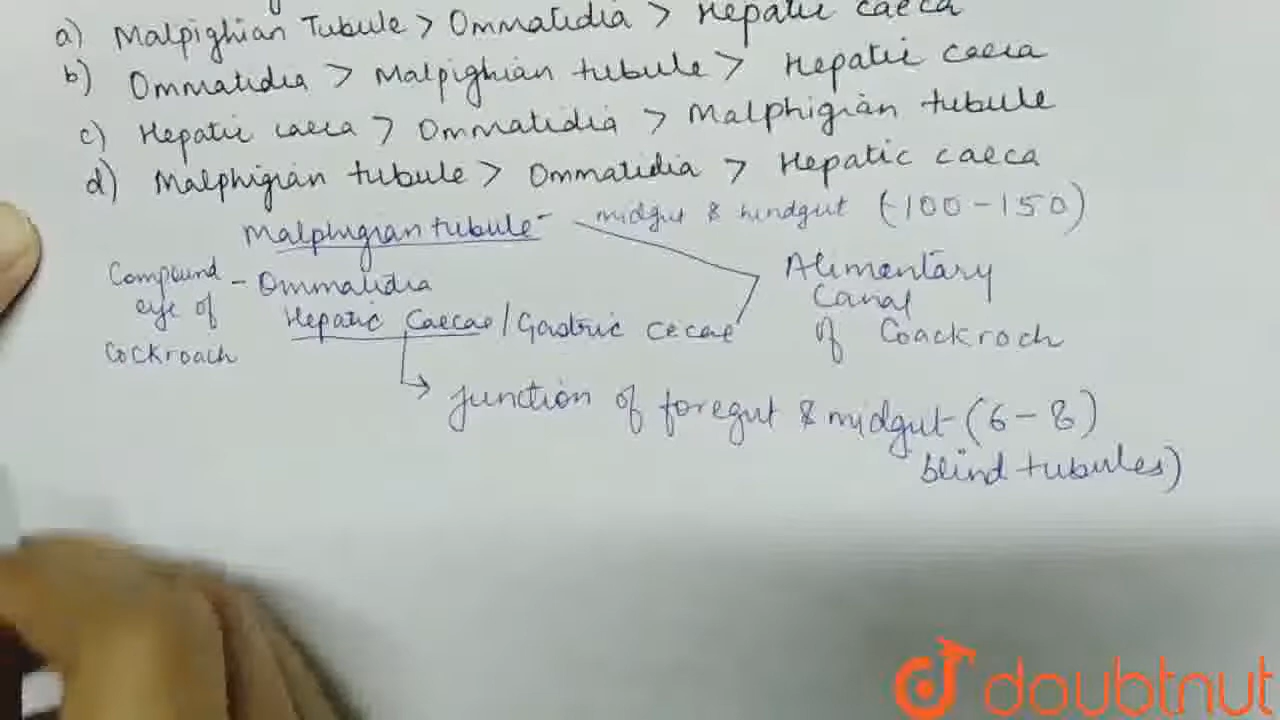 a) Malpighian Tubule > Ommatidia > Hepatic caeca
b) Ommatidia > Malpighian tubule > Hepatic caeca
c) Hepatic caeca > Ommatidia > Malphigian tubule
d) Malphigian tubule > Ommatidia > Hepatic caeca
Malphigian tubule - midgut & hindgut (-100-150)
Compound eye of Cockroach - Ommatidia
Hepatic Caecae/Gastric cecae
Alimentary
Canal
of Coackroch
junction of foregut & midgut (6-8)
blind tubules)
doubtnut